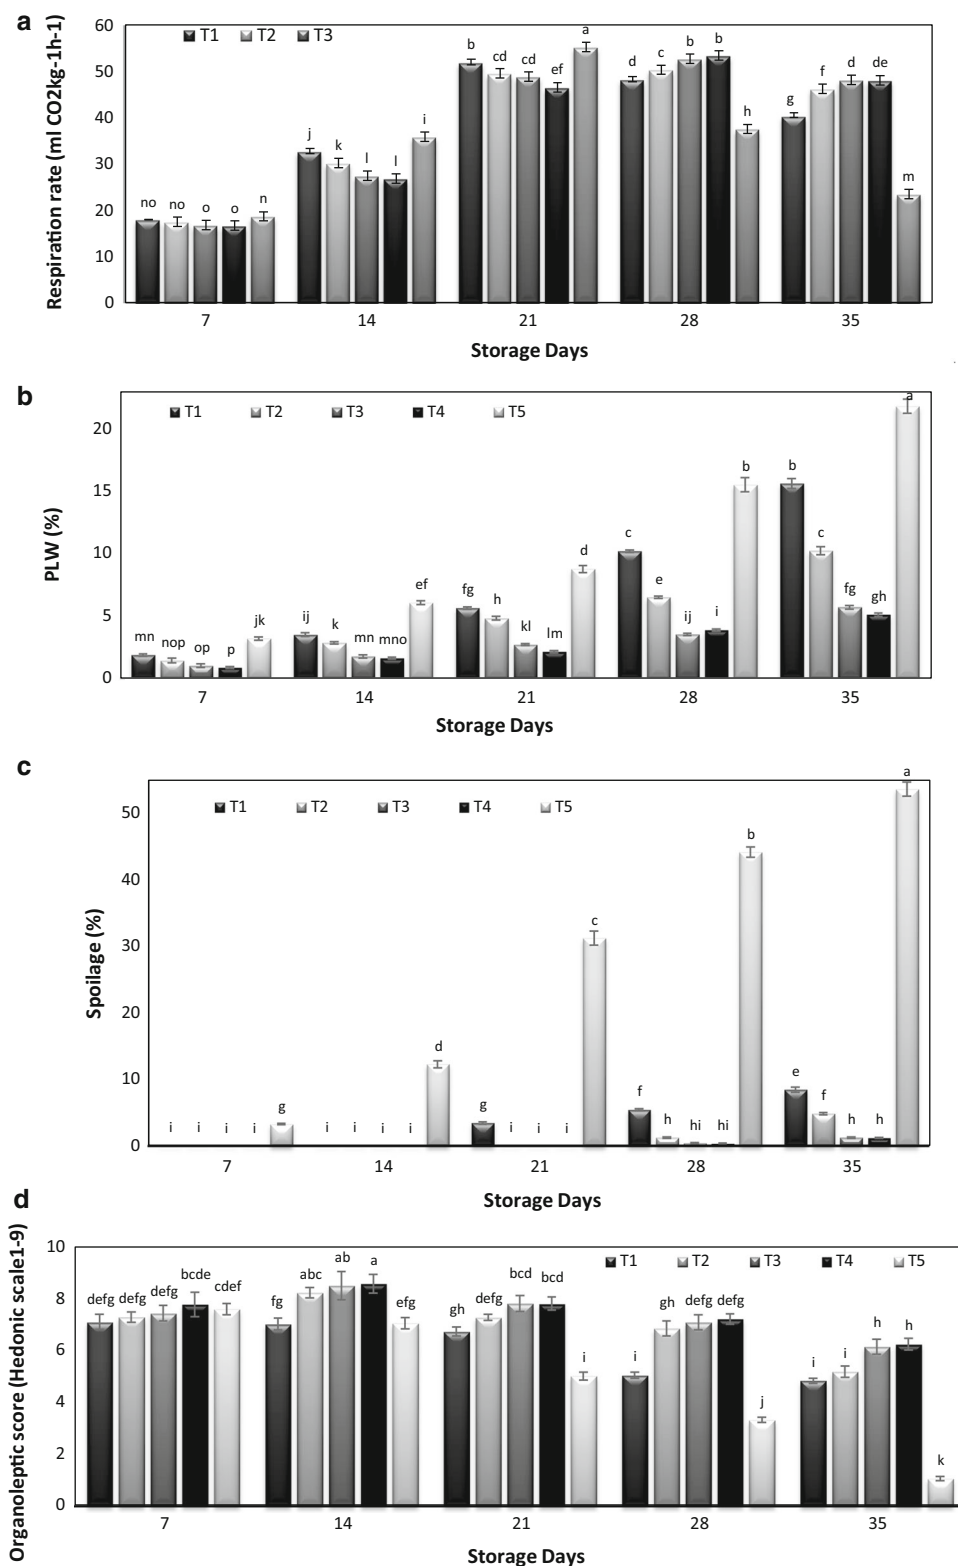 a
Respiration rate (ml CO2kg-1h-1)
60
50
40
30
20
10
0
T1 T2 T3
no no o o n
j k l l i
b cd cd ef a
d c b b h
g f d de m
7 14 21 28 35
Storage Days
b
PLW (%)
20
15
10
5
0
T1 T2 T3 T4 T5
mn nop op p jk
ij k mn mno ef
fg h kl lm d
c e ij i b
b c fg gh a
7 14 21 28 35
Storage Days
c
Spoilage (%)
50
40
30
20
10
0
T1 T2 T3 T4 T5
i i i i g
i i i i d
g i i i c
f h hi hi b
e f h h a
7 14 21 28 35
Storage Days
d
Organoleptic score (Hedonic scale1-9)
10
8
6
4
2
0
T1 T2 T3 T4 T5
defg defg defg bcde cdef
fg abc ab a efg
gh defg bcd bcd i
i gh defg defg j
i i h h k
7 14 21 28 35
Storage Days